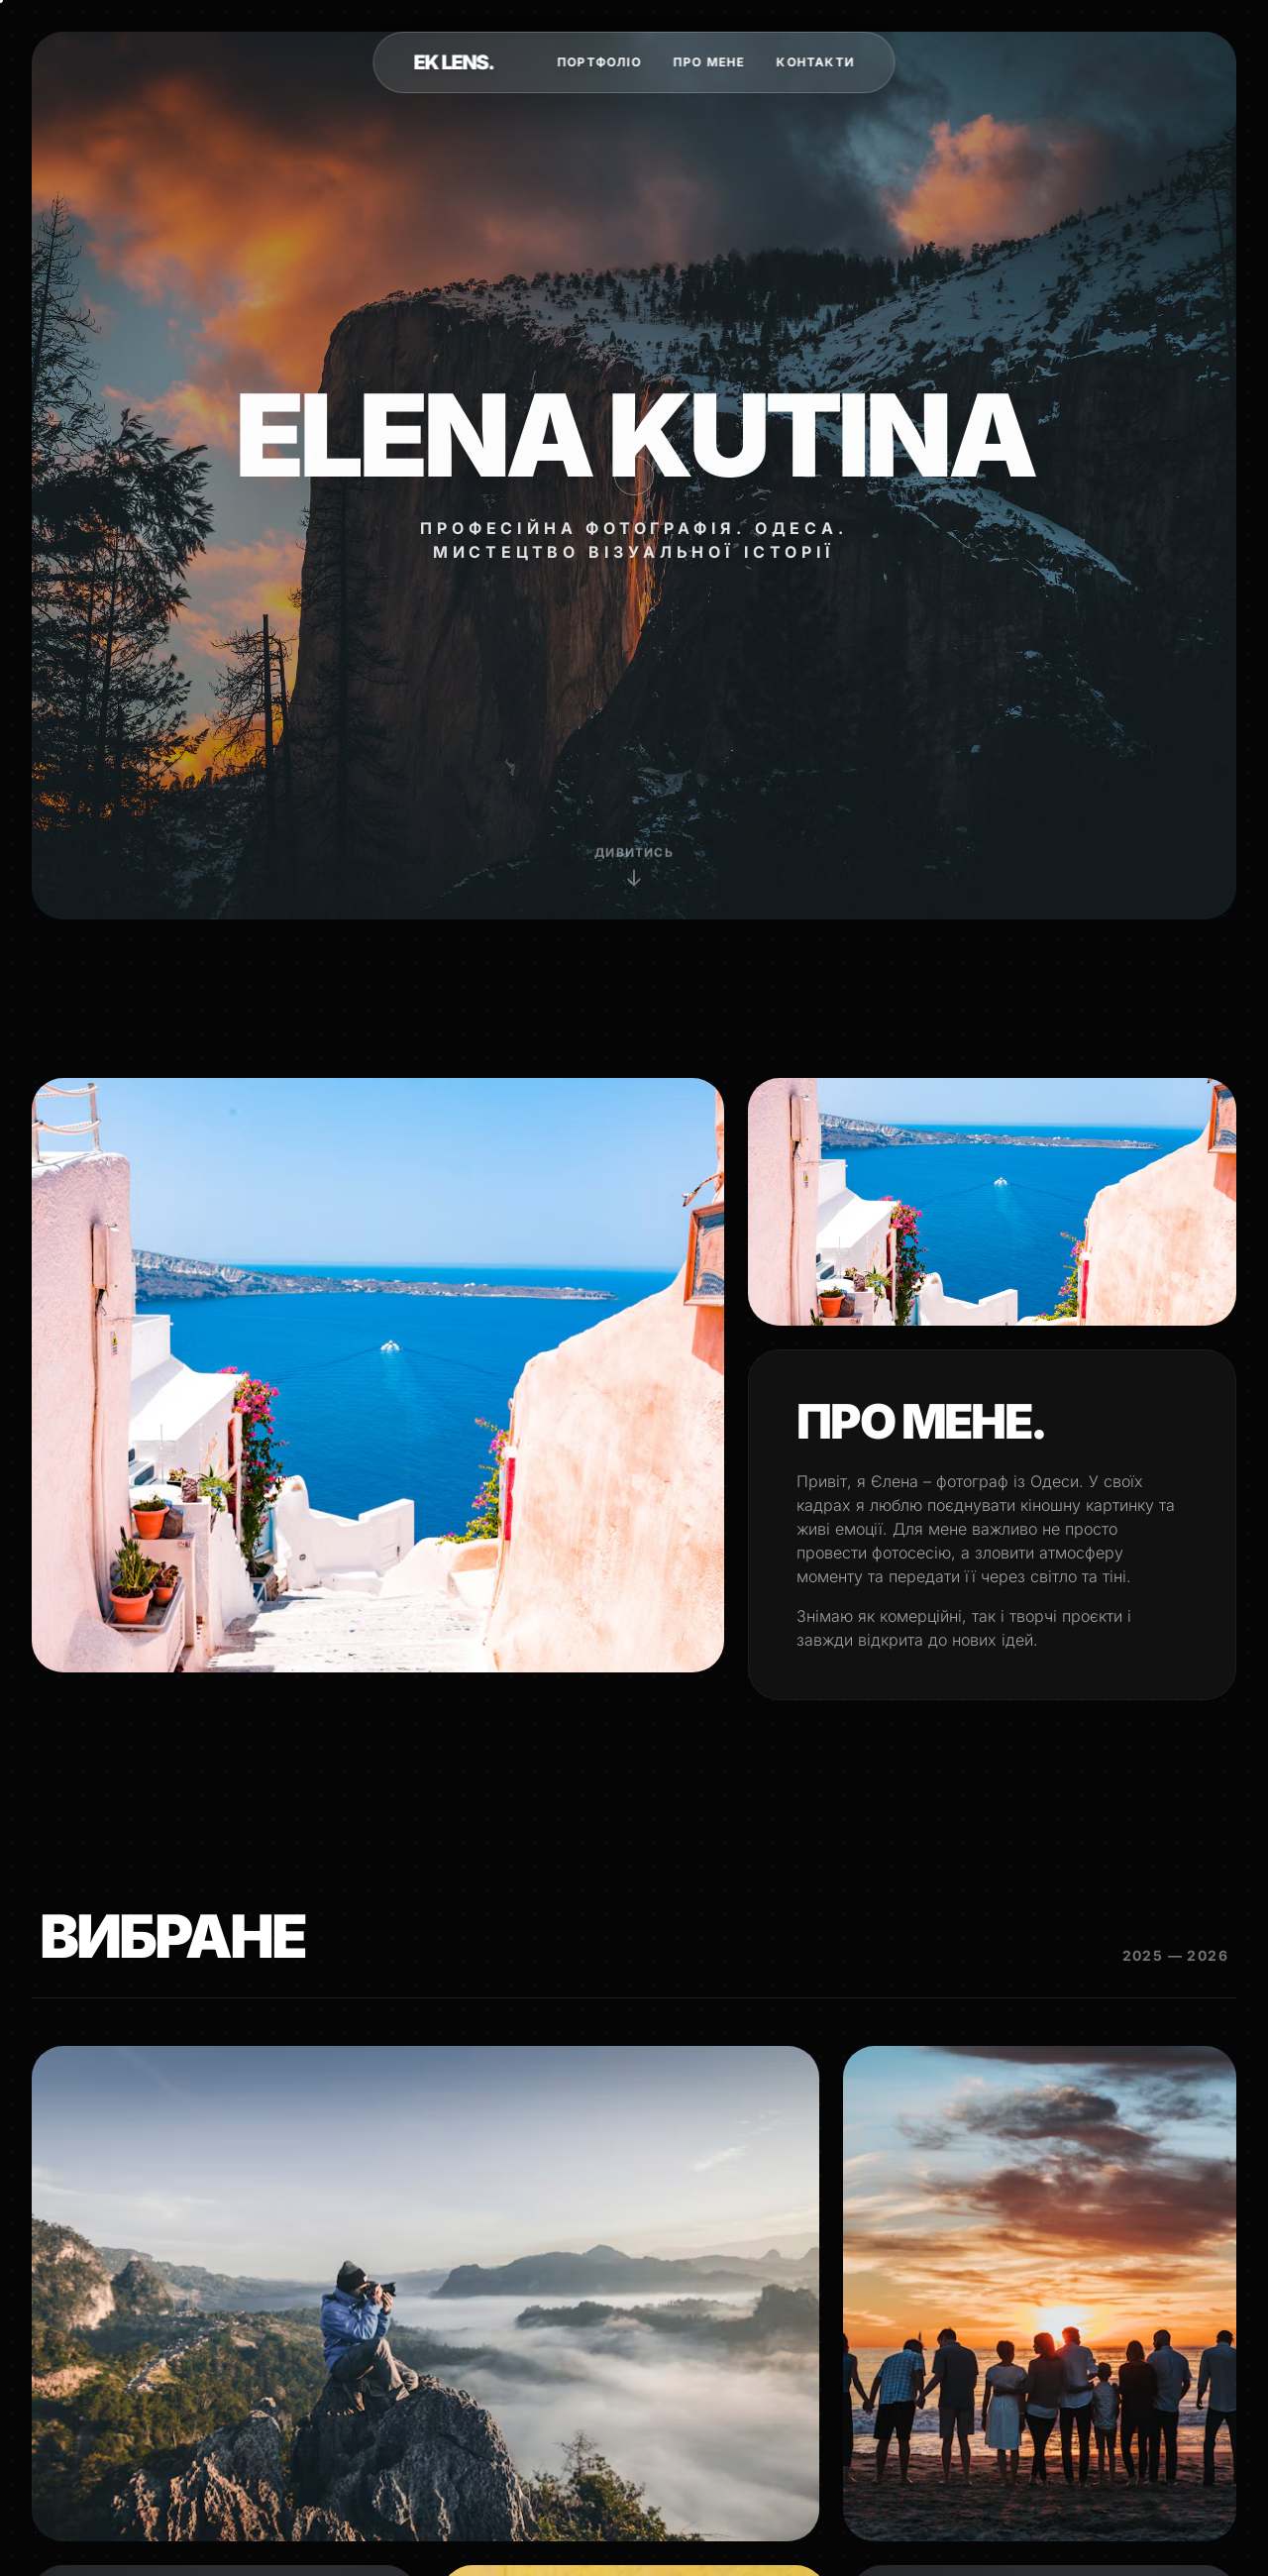 EK LENS.
ПОРТФОЛІО
ПРО МЕНЕ
КОНТАКТИ
ELENA KUTINA
ПРОФЕСІЙНА ФОТОГРАФІЯ. ОДЕСА.
МИСТЕЦТВО ВІЗУАЛЬНОЇ ІСТОРІЇ
ДИВИТИСЬ
ПРО МЕНЕ.
Привіт, я Єлена – фотограф із Одеси. У своїх
кадрах я люблю поєднувати кіношну картинку та
живі емоції. Для мене важливо не просто
провести фотосесію, а зловити атмосферу
моменту та передати її через світло та тіні.
Знімаю як комерційні, так і творчі проєкти і
завжди відкрита до нових ідей.
ВИБРАНЕ
2025 — 2026